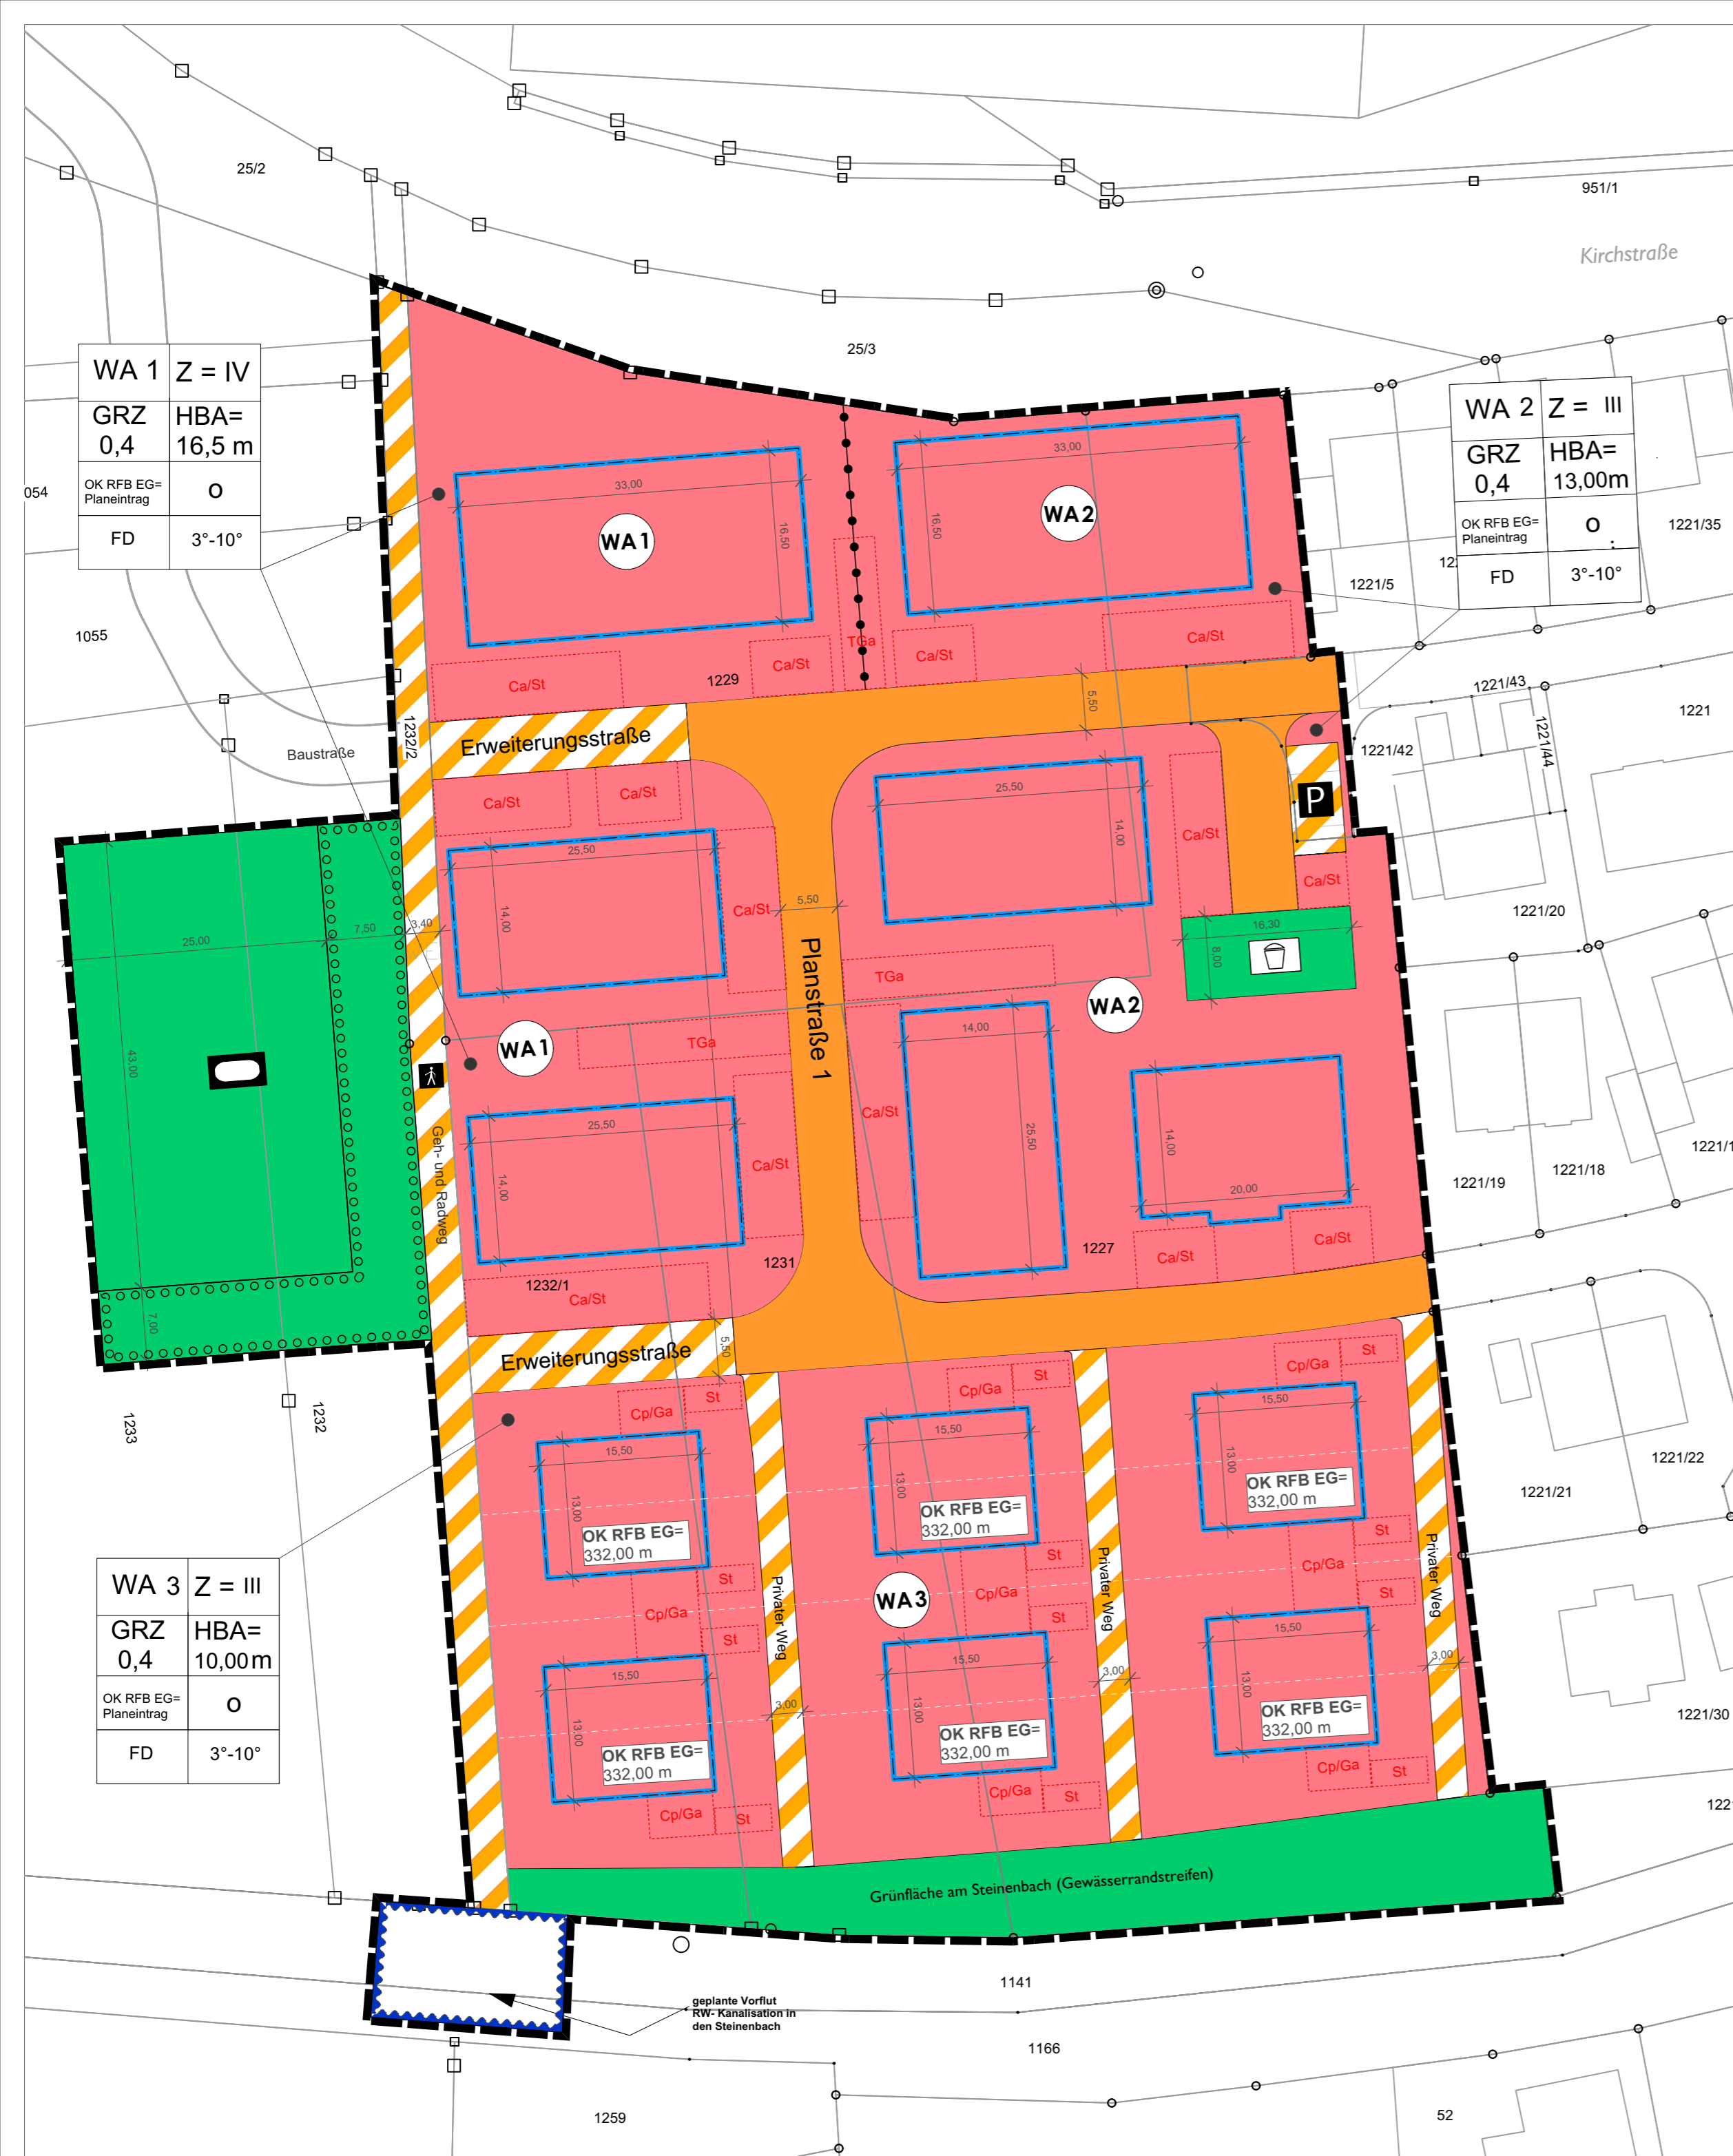 25/2
951/1
Kirchstraße
25/3
WA 1 Z = IV
GRZ HBA=
0,4 16,5 m
OK RFB EG=
Planeintrag o
FD 3°-10°
WA 2 Z = III
GRZ HBA=
0,4 13,00m
OK RFB EG=
Planeintrag o
:
FD 3°-10°
054
1055
33,00
16,50
WA1
33,00
16,50
WA2
1221/35
1221/5
TGa
Ca/St
Ca/St
Ca/St
Ca/St
1229
5,50
1221/43
1221
1221/44
1221/42
1232/2
Baustraße
Erweiterungsstraße
Ca/St
Ca/St
25,50
14,00
Ca/St
5,50
25,50
14,00
Ca/St
P
Ca/St
1221/20
16,30
8,00
25,00
7,50
3,40
43,00
7,00
Planstraße 1
TGa
WA2
WA1
TGa
14,00
25,50
Ca/St
14,00
20,00
Geh- und Radweg
25,50
14,00
Ca/St
1221/19
1221/18
1221/1
1227
Ca/St
Ca/St
1231
1232/1
Ca/St
Erweiterungsstraße
5,50
1233
1232
Cp/Ga
St
15,50
13,00
OK RFB EG=
332,00 m
Cp/Ga
St
15,50
13,00
OK RFB EG=
332,00 m
Cp/Ga
St
15,50
13,00
OK RFB EG=
332,00 m
1221/22
1221/21
St
Cp/Ga
St
Privater Weg
WA3
St
Cp/Ga
St
Privater Weg
St
Cp/Ga
St
Privater Weg
WA 3 Z = III
GRZ HBA=
0,4 10,00m
OK RFB EG=
Planeintrag o
FD 3°-10°
15,50
13,00
OK RFB EG=
332,00 m
3,00
15,50
13,00
OK RFB EG=
332,00 m
3,00
15,50
13,00
OK RFB EG=
332,00 m
3,00
1221/30
Cp/Ga
St
Cp/Ga
St
Cp/Ga
St
122
Grünfläche am Steinenbach (Gewässerrandstreifen)
1141
geplante Vorflut
RW- Kanalisation in
den Steinenbach
1166
1259
52